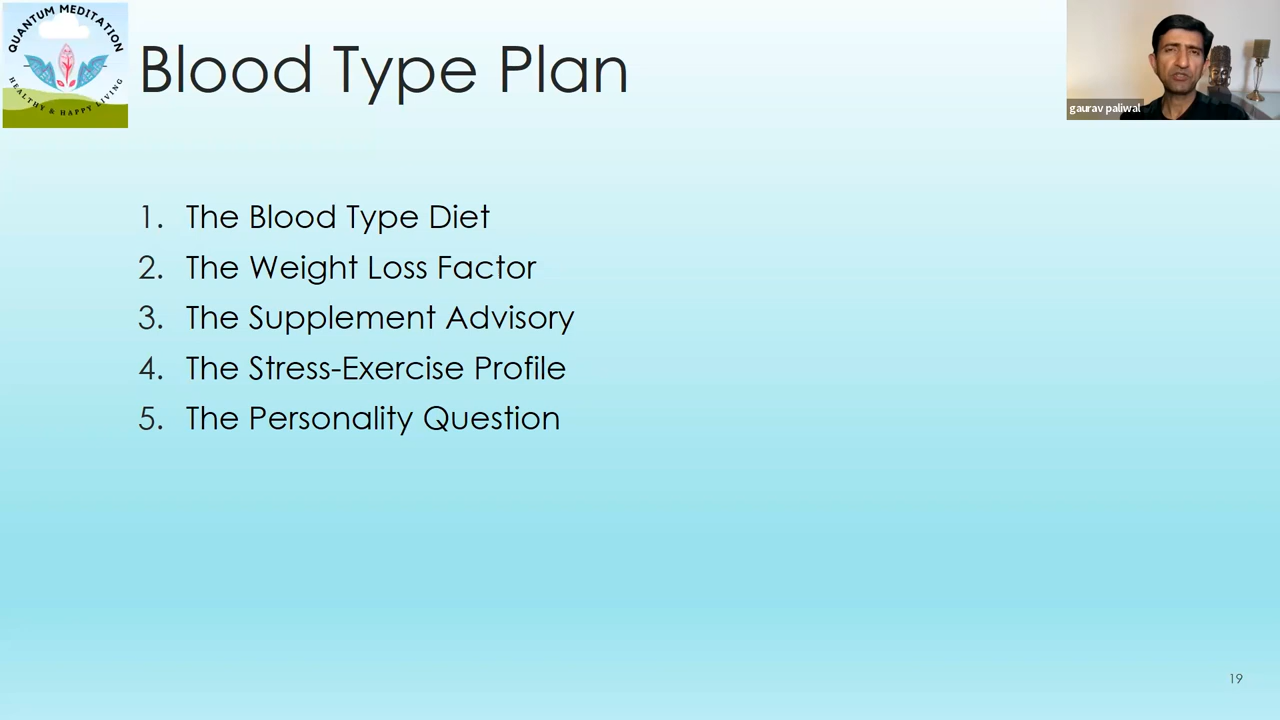 QUANTUM MEDITATION
HEALTHY & HAPPY LIVING
Blood Type Plan
gaurav paliwal
1. The Blood Type Diet
2. The Weight Loss Factor
3. The Supplement Advisory
4. The Stress-Exercise Profile
5. The Personality Question
19